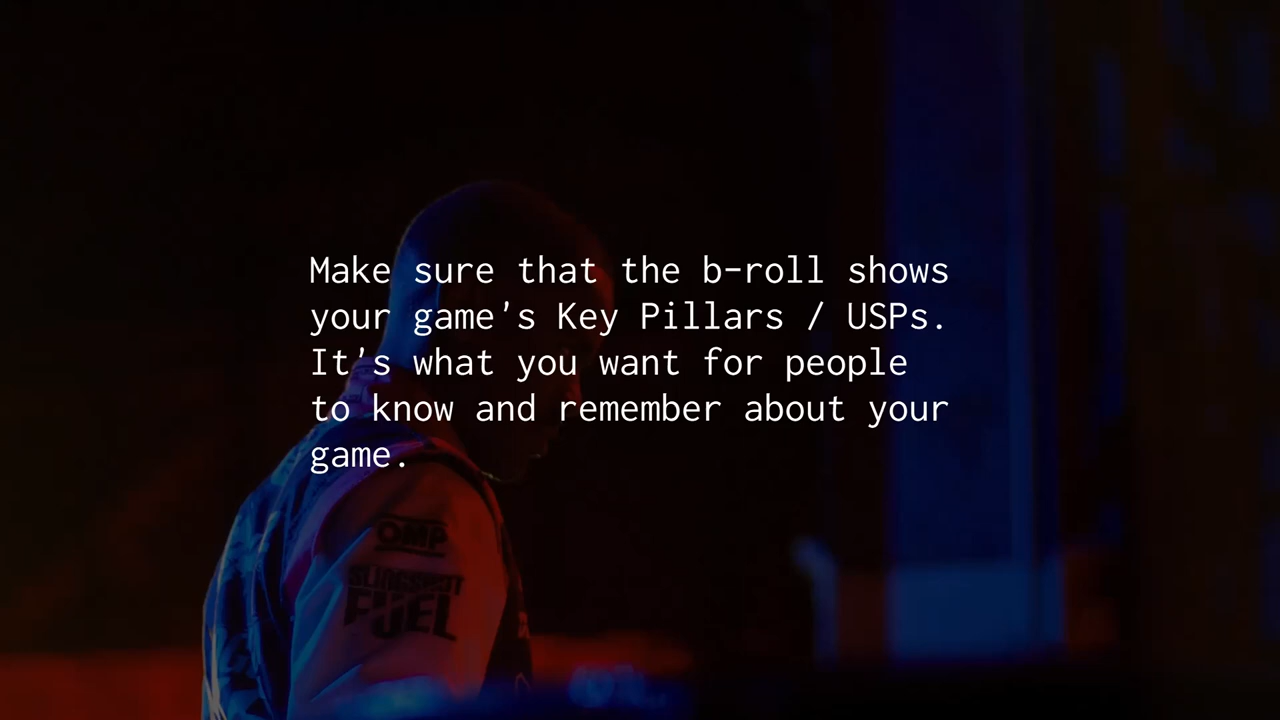 Make sure that the b-roll shows
your game's Key Pillars / USPs.
It's what you want for people
to know and remember about your
game.
OMP
SLINGSHOT
FUEL